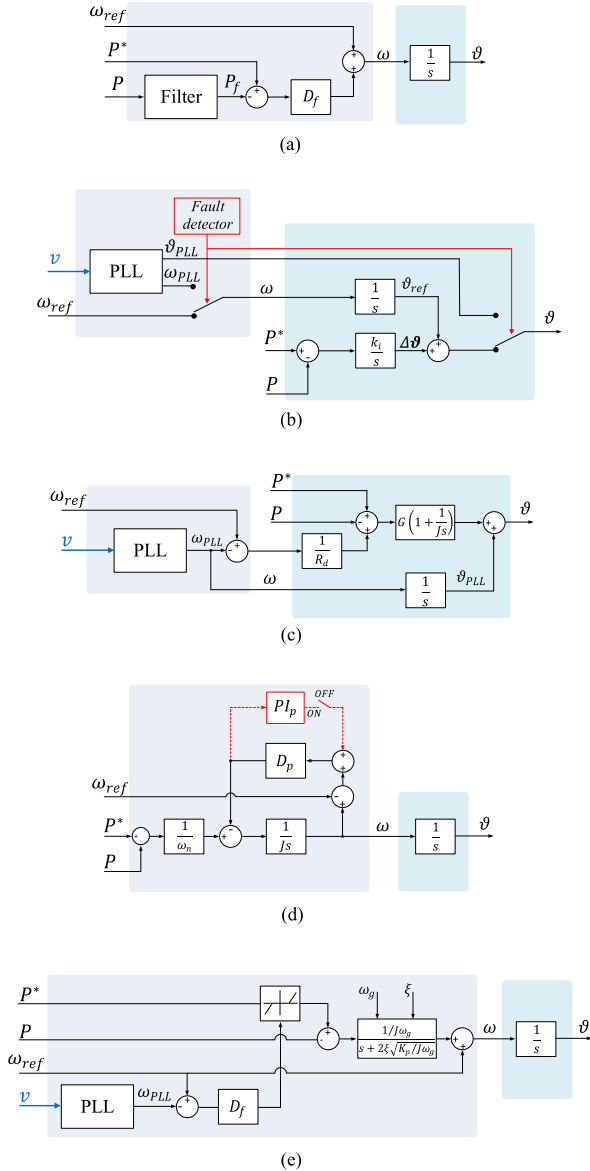 ω_ref
P*
P
Filter
P_f
-
+
D_f
+
+
ω
1/s
ϑ
(a)
Fault
detector
v
PLL
ϑ_PLL
ω_PLL
ω_ref
ω
1/s
ϑ_ref
P*
+
-
P
k_i/s
Δϑ
+
+
ϑ
(b)
ω_ref
v
PLL
ω_PLL
-
+
ω
P*
P
-
+
+
1/R_d
G(1+1/Js)
1/s
ϑ_PLL
+
+
ϑ
(c)
PI_p
OFF
ON
D_p
+
+
ω_ref
-
+
P*
P
+
-
1/ω_n
+
-
1/Js
ω
1/s
ϑ
(d)
P*
P
ω_ref
v
PLL
ω_PLL
-
+
D_f
-
+
ω_g
ξ
1/Jω_g
s+2ξ√(K_p/Jω_g)
+
+
ω
1/s
ϑ
(e)